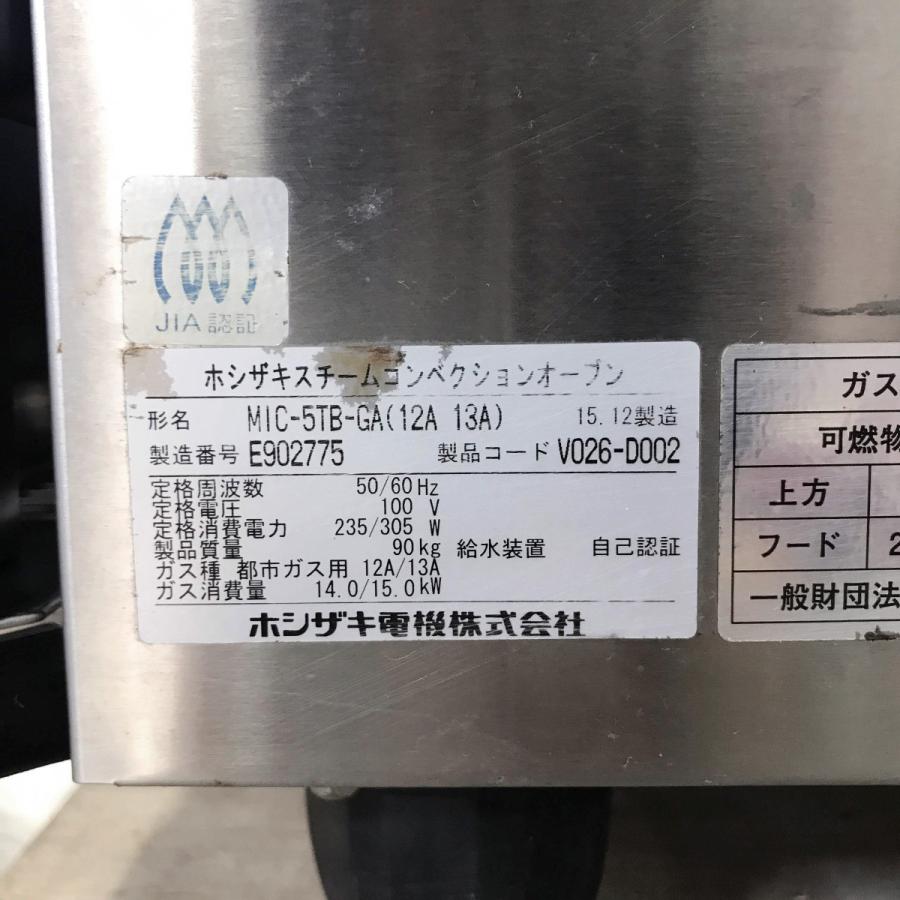 JIA 認証
ホシザキスチームコンベクションオーブン
形名 MIC-5TB-GA(12A 13A) 15.12製造
製造番号 E902775 製品コード V026-D002
定格周波数 50/60 Hz
定格電圧 100 V
定格消費電力 235/305 W
製品質量 90kg 給水装置 自己認証
ガス種 都市ガス用 12A/13A
ガス消費量 14.0/15.0kW
ホシザキ電機株式会社
ガス
可燃物
上方
フード 2
一般財団法